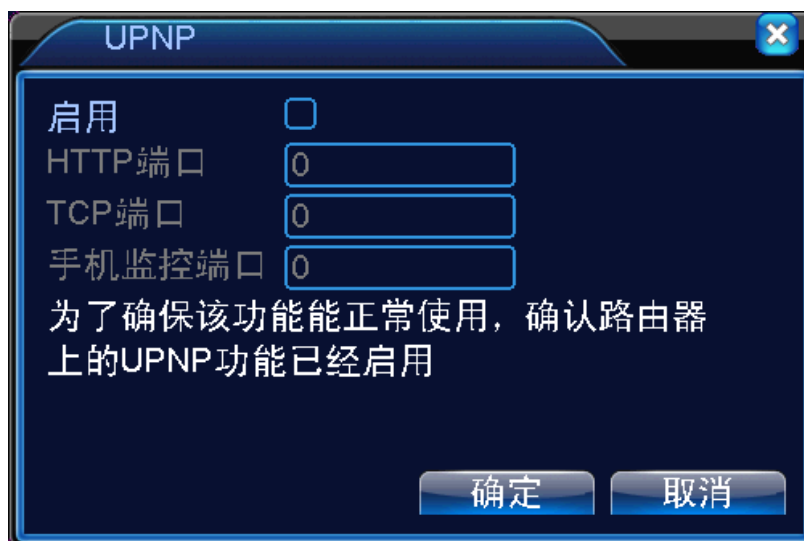 UPNP
启用
HTTP端口 0
TCP端口 0
手机监控端口 0
为了确保该功能能正常使用，确认路由器
上的UPNP功能已经启用
确定 取消